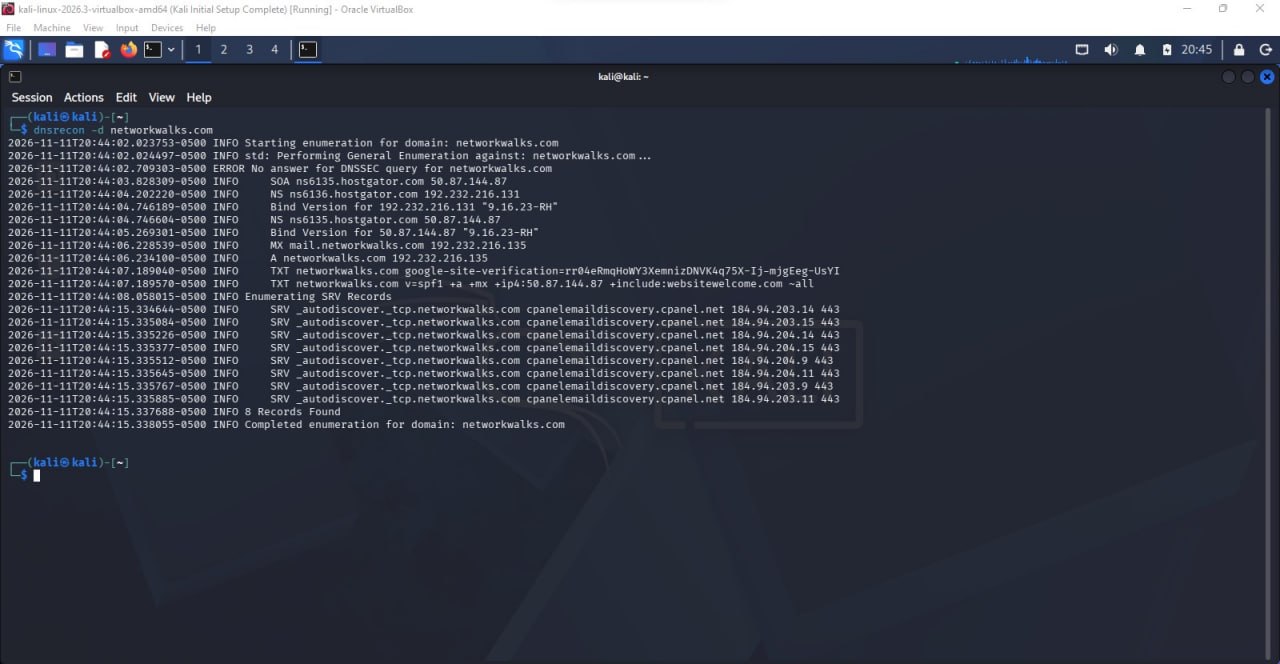 kali-linux-2026.3-virtualbox-amd64 (Kali Initial Setup Complete) [Running] - Oracle VirtualBox
File Machine View Input Devices Help
1 2 3 4 20:45
kali@kali: ~
Session Actions Edit View Help
(kali㉿kali)-[~]
$ dnsrecon -d networkwalks.com
2026-11-11T20:44:02.023753-0500 INFO Starting enumeration for domain: networkwalks.com
2026-11-11T20:44:02.024497-0500 INFO std: Performing General Enumeration against: networkwalks.com...
2026-11-11T20:44:02.709303-0500 ERROR No answer for DNSSEC query for networkwalks.com
2026-11-11T20:44:03.828309-0500 INFO SOA ns6135.hostgator.com 50.87.144.87
2026-11-11T20:44:04.202220-0500 INFO NS ns6136.hostgator.com 192.232.216.131
2026-11-11T20:44:04.746189-0500 INFO Bind Version for 192.232.216.131 "9.16.23-RH"
2026-11-11T20:44:04.746604-0500 INFO NS ns6135.hostgator.com 50.87.144.87
2026-11-11T20:44:05.269301-0500 INFO Bind Version for 50.87.144.87 "9.16.23-RH"
2026-11-11T20:44:06.228539-0500 INFO MX mail.networkwalks.com 192.232.216.135
2026-11-11T20:44:06.234100-0500 INFO A networkwalks.com 192.232.216.135
2026-11-11T20:44:07.189040-0500 INFO TXT networkwalks.com google-site-verification=rr04eRmqHoWY3XemnizDNVK4q75X-Ij-mjgEeg-UsYI
2026-11-11T20:44:07.189570-0500 INFO TXT networkwalks.com v=spf1 +a +mx +ip4:50.87.144.87 +include:websitewelcome.com ~all
2026-11-11T20:44:08.058015-0500 INFO Enumerating SRV Records
2026-11-11T20:44:15.334644-0500 INFO SRV _autodiscover._tcp.networkwalks.com cpanelemaildiscovery.cpanel.net 184.94.203.14 443
2026-11-11T20:44:15.335084-0500 INFO SRV _autodiscover._tcp.networkwalks.com cpanelemaildiscovery.cpanel.net 184.94.203.15 443
2026-11-11T20:44:15.335226-0500 INFO SRV _autodiscover._tcp.networkwalks.com cpanelemaildiscovery.cpanel.net 184.94.204.14 443
2026-11-11T20:44:15.335377-0500 INFO SRV _autodiscover._tcp.networkwalks.com cpanelemaildiscovery.cpanel.net 184.94.204.15 443
2026-11-11T20:44:15.335512-0500 INFO SRV _autodiscover._tcp.networkwalks.com cpanelemaildiscovery.cpanel.net 184.94.204.9 443
2026-11-11T20:44:15.335645-0500 INFO SRV _autodiscover._tcp.networkwalks.com cpanelemaildiscovery.cpanel.net 184.94.204.11 443
2026-11-11T20:44:15.335767-0500 INFO SRV _autodiscover._tcp.networkwalks.com cpanelemaildiscovery.cpanel.net 184.94.203.9 443
2026-11-11T20:44:15.335885-0500 INFO SRV _autodiscover._tcp.networkwalks.com cpanelemaildiscovery.cpanel.net 184.94.203.11 443
2026-11-11T20:44:15.337688-0500 INFO 8 Records Found
2026-11-11T20:44:15.338055-0500 INFO Completed enumeration for domain: networkwalks.com
(kali㉿kali)-[~]
$